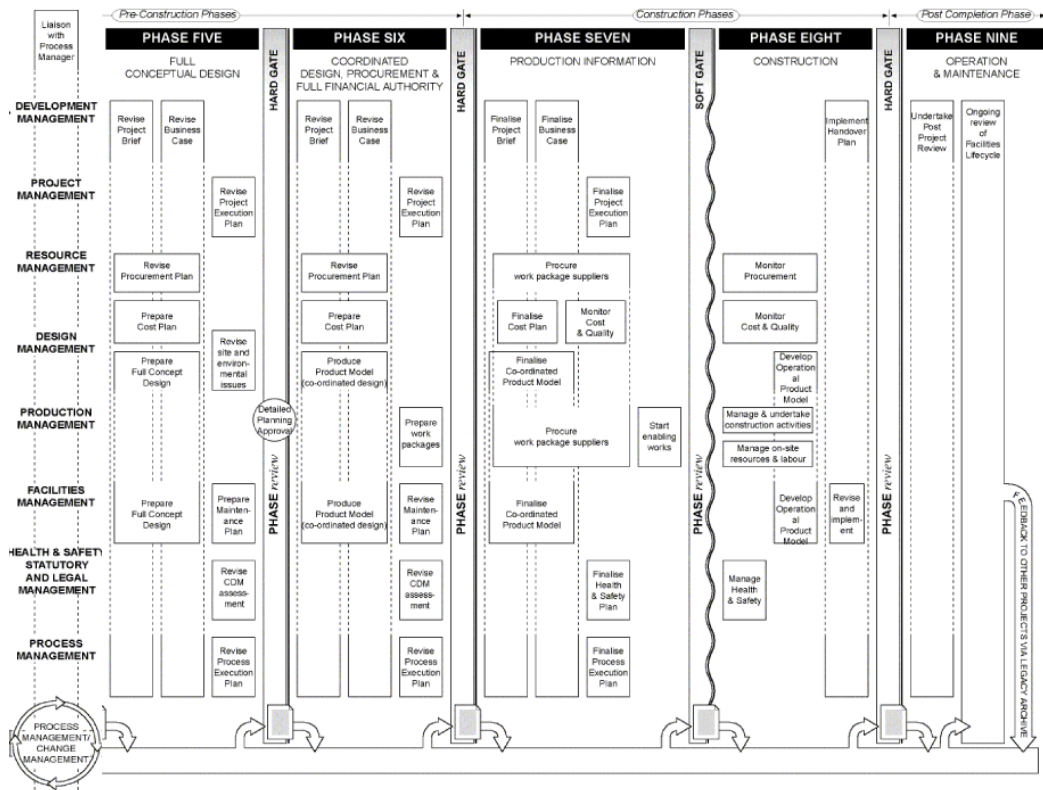 Pre-Construction Phases
Construction Phases
Post Completion Phase
Liaison
with
Process
Manager
PHASE FIVE
FULL
CONCEPTUAL DESIGN
HARD GATE
PHASE SIX
COORDINATED
DESIGN, PROCUREMENT &
FULL FINANCIAL AUTHORITY
HARD GATE
PHASE SEVEN
PRODUCTION INFORMATION
SOFT GATE
PHASE EIGHT
CONSTRUCTION
HARD GATE
PHASE NINE
OPERATION
& MAINTENANCE
DEVELOPMENT
MANAGEMENT
Revise
Project
Brief
Revise
Business
Case
Revise
Project
Brief
Revise
Business
Case
Finalise
Project
Brief
Finalise
Business
Case
Implement
Handover
Plan
Undertake
Post
Project
Review
Ongoing
review
of
Facilities
Lifecycle
PROJECT
MANAGEMENT
Revise
Project
Execution
Plan
Revise
Project
Execution
Plan
Finalise
Project
Execution
Plan
RESOURCE
MANAGEMENT
Revise
Procurement Plan
Revise
Procurement Plan
Procure
work package suppliers
Monitor
Procurement
Prepare
Cost Plan
Prepare
Cost Plan
Finalise
Cost Plan
Monitor
Cost
& Quality
Monitor
Cost & Quality
DESIGN
MANAGEMENT
Revise
site and
environ-
mental
issues
Prepare
Full Concept
Design
Produce
Product Model
(co-ordinated design)
Finalise
Co-ordinated
Product Model
Develop
Operation
al
Product
Model
PRODUCTION
MANAGEMENT
Detailed
Planning
Approval
Prepare
work
packages
Procure
work package suppliers
Start
enabling
works
Manage & undertake
construction activities
Manage on-site
resources & labour
PHASE review
PHASE review
PHASE review
PHASE review
FACILITIES
MANAGEMENT
Prepare
Full Concept
Design
Prepare
Mainten-
ance
Plan
Produce
Product Model
(co-ordinated design)
Revise
Mainten-
ance
Plan
Finalise
Co-ordinated
Product Model
Develop
Operation
al
Product
Model
Revise
and
implem-
ent
HEALTH & SAFETY
STATUTORY
AND LEGAL
MANAGEMENT
Revise
CDM
assess-
ment
Revise
CDM
assess-
ment
Finalise
Health
& Safety
Plan
Manage
Health
& Safety
PROCESS
MANAGEMENT
Revise
Process
Execution
Plan
Revise
Process
Execution
Plan
Finalise
Process
Execution
Plan
FEEDBACK TO OTHER PROJECTS VIA LEGACY ARCHIVE
PROCESS
MANAGEMENT/
CHANGE
MANAGEMENT